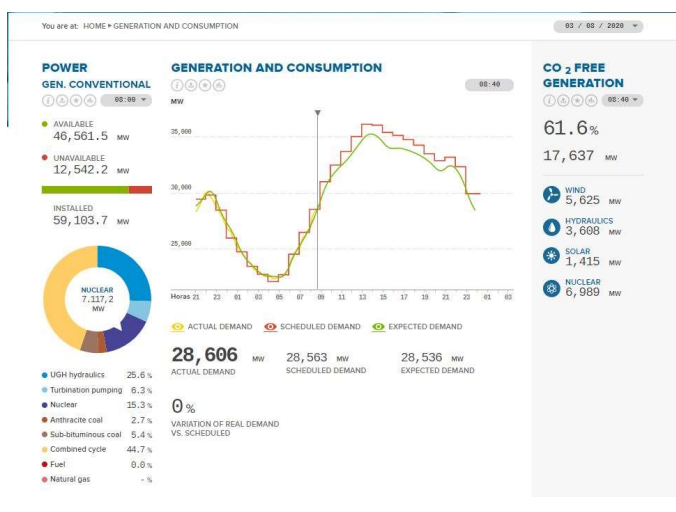 You are at: HOME ▸ GENERATION AND CONSUMPTION
03 / 08 / 2020
POWER
GEN. CONVENTIONAL
08:00
AVAILABLE
46,561.5 MW
UNAVAILABLE
12,542.2 MW
INSTALLED
59,103.7 MW
NUCLEAR
7.117,2
MW
UGH hydraulics 25.6 %
Turbination pumping 6.3 %
Nuclear 15.3 %
Anthracite coal 2.7 %
Sub-bituminous coal 5.4 %
Combined cycle 44.7 %
Fuel 0.0 %
Natural gas - %
GENERATION AND CONSUMPTION
08:40
MW
35,000
30,000
25,000
Horas 21 23 01 03 05 07 09 11 13 15 17 19 21 23 01 03
ACTUAL DEMAND SCHEDULED DEMAND EXPECTED DEMAND
28,606 MW 28,563 MW 28,536 MW
ACTUAL DEMAND SCHEDULED DEMAND EXPECTED DEMAND
0 %
VARIATION OF REAL DEMAND
VS. SCHEDULED
CO 2 FREE
GENERATION
08:40
61.6%
17,637 MW
WIND
5,625 MW
HYDRAULICS
3,608 MW
SOLAR
1,415 MW
NUCLEAR
6,989 MW